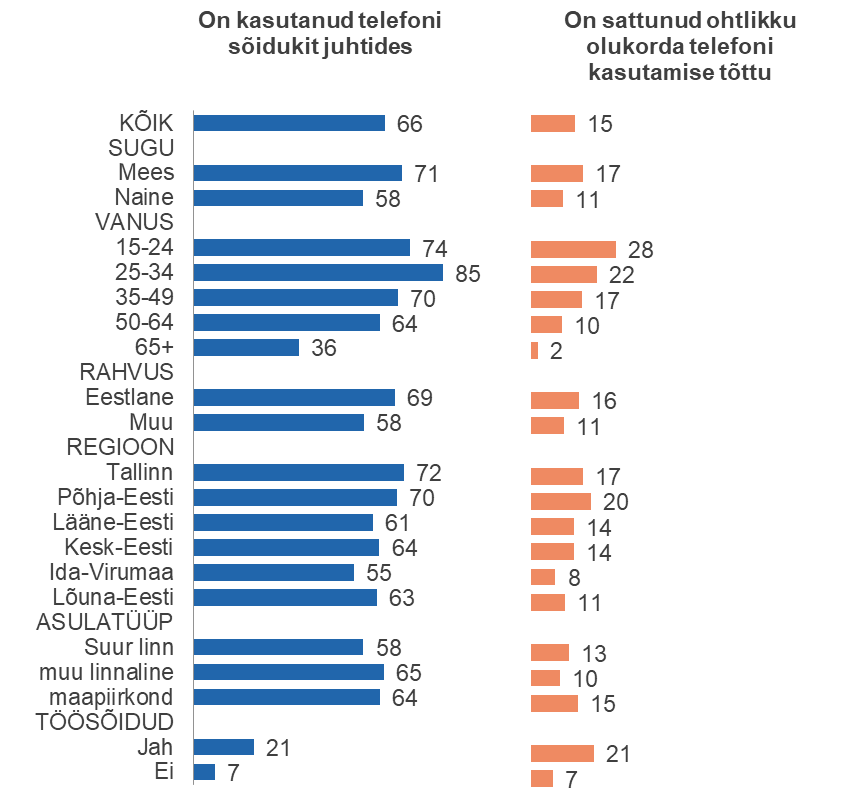 On kasutanud telefoni
sõidukit juhtides
On sattunud ohtlikku
olukorda telefoni
kasutamise tõttu
KÕIK 66 15
SUGU
Mees 71 17
Naine 58 11
VANUS
15-24 74 28
25-34 85 22
35-49 70 17
50-64 64 10
65+ 36 2
RAHVUS
Eestlane 69 16
Muu 58 11
REGIOON
Tallinn 72 17
Põhja-Eesti 70 20
Lääne-Eesti 61 14
Kesk-Eesti 64 14
Ida-Virumaa 55 8
Lõuna-Eesti 63 11
ASULATÜÜP
Suur linn 58 13
muu linnaline 65 10
maapiirkond 64 15
TÖÖSÕIDUD
Jah 21 21
Ei 7 7